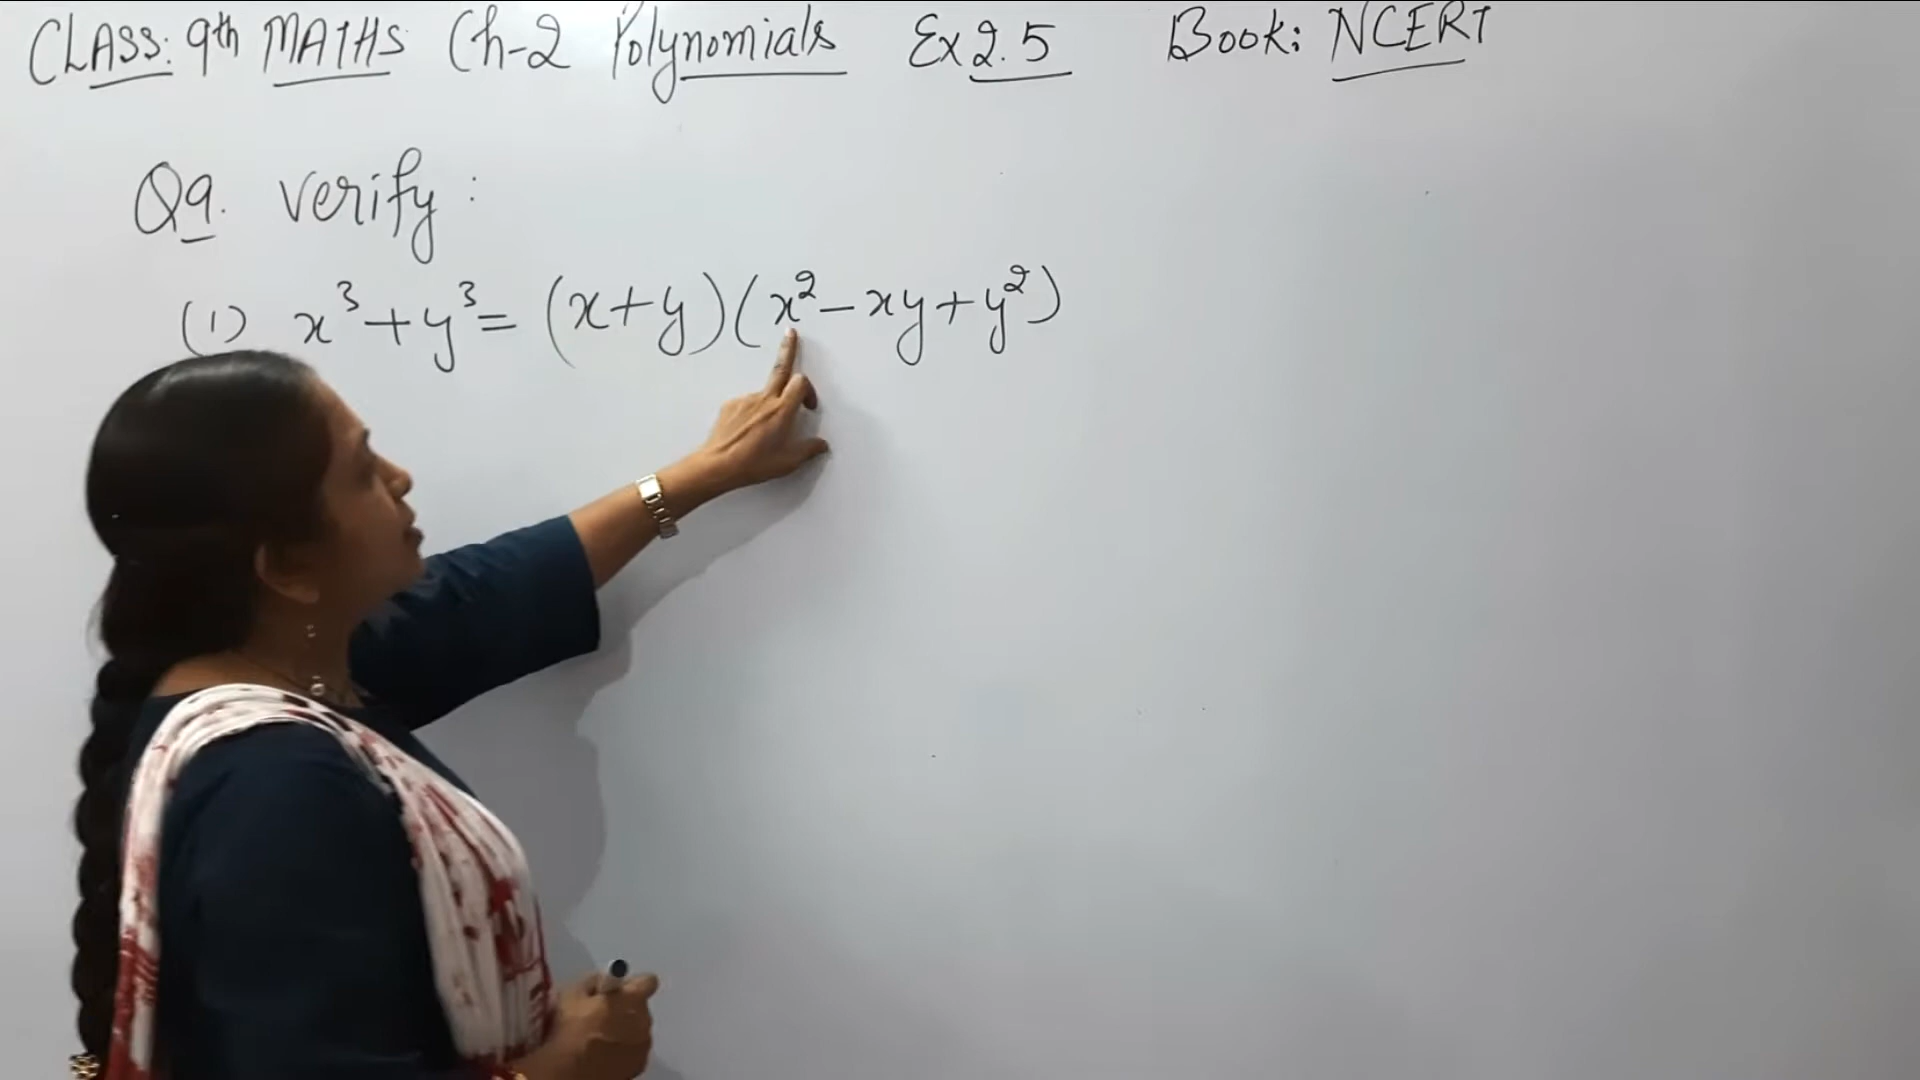 CLASS: 9th MATHS Ch-2 Polynomials Ex 2.5 Book: NCERT
Q9. Verify:
(1) x³+y³= (x+y)(x²-xy+y²)